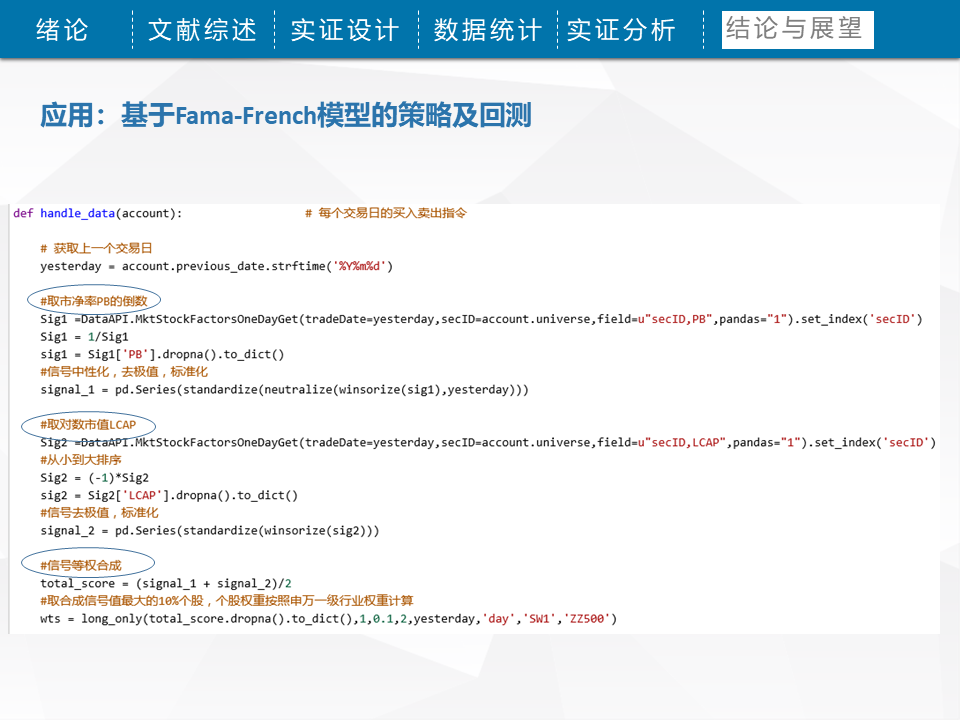 绪论 文献综述 实证设计 数据统计 实证分析 结论与展望
应用：基于Fama-French模型的策略及回测
def handle_data(account): # 每个交易日的买入卖出指令
# 获取上一个交易日
yesterday = account.previous_date.strftime('%Y%m%d')
#取市净率PB的倒数
Sig1 =DataAPI.MktStockFactorsOneDayGet(tradeDate=yesterday,secID=account.universe,field=u"secID,PB",pandas="1").set_index('secID')
Sig1 = 1/Sig1
sig1 = Sig1['PB'].dropna().to_dict()
#信号中性化，去极值，标准化
signal_1 = pd.Series(standardize(neutralize(winsorize(sig1),yesterday)))
#取对数市值LCAP
Sig2 =DataAPI.MktStockFactorsOneDayGet(tradeDate=yesterday,secID=account.universe,field=u"secID,LCAP",pandas="1").set_index('secID')
#从小到大排序
Sig2 = (-1)*Sig2
sig2 = Sig2['LCAP'].dropna().to_dict()
#信号去极值，标准化
signal_2 = pd.Series(standardize(winsorize(sig2)))
#信号等权合成
total_score = (signal_1 + signal_2)/2
#取合成信号值最大的10%个股，个股权重按照申万一级行业权重计算
wts = long_only(total_score.dropna().to_dict(),1,0.1,2,yesterday,'day','SW1','ZZ500')